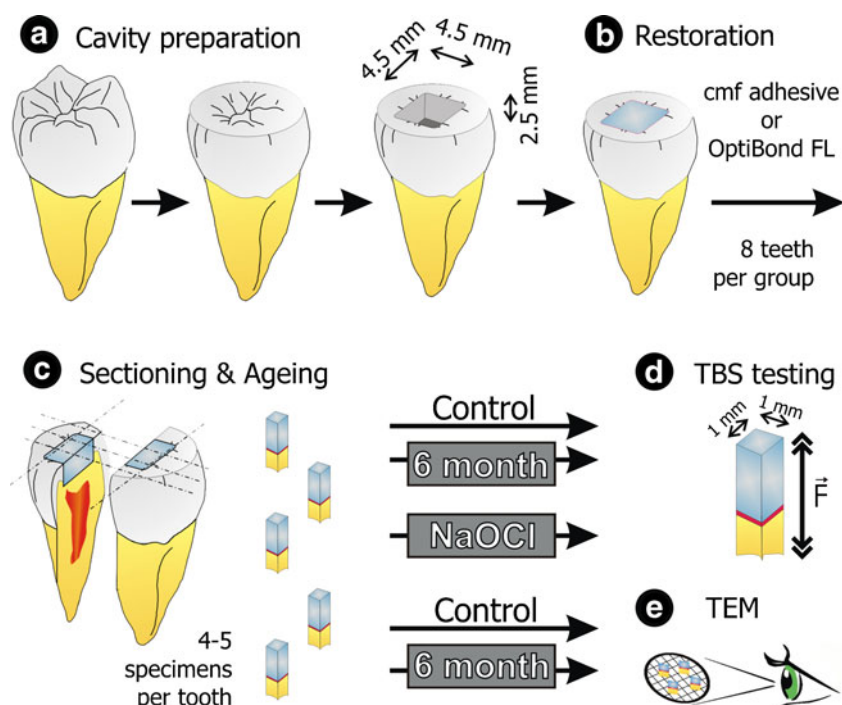 a Cavity preparation
4.5 mm
4.5 mm
2.5 mm
b Restoration
cmf adhesive
or
OptiBond FL
8 teeth
per group
c Sectioning & Ageing
4-5
specimens
per tooth
Control
6 month
NaOCl
Control
6 month
d TBS testing
1 mm
1 mm
F
e TEM